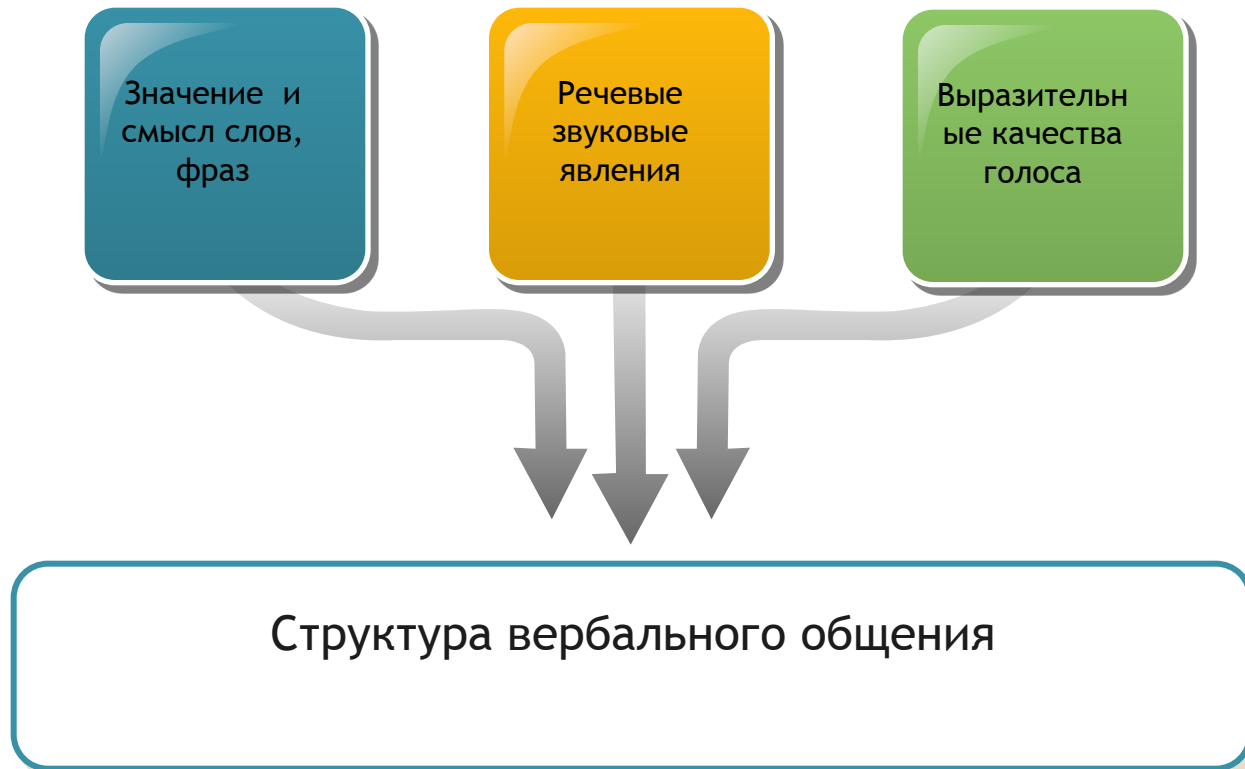 Значение и
смысл слов,
фраз
Речевые
звуковые
явления
Выразительн
ые качества
голоса
Структура вербального общения